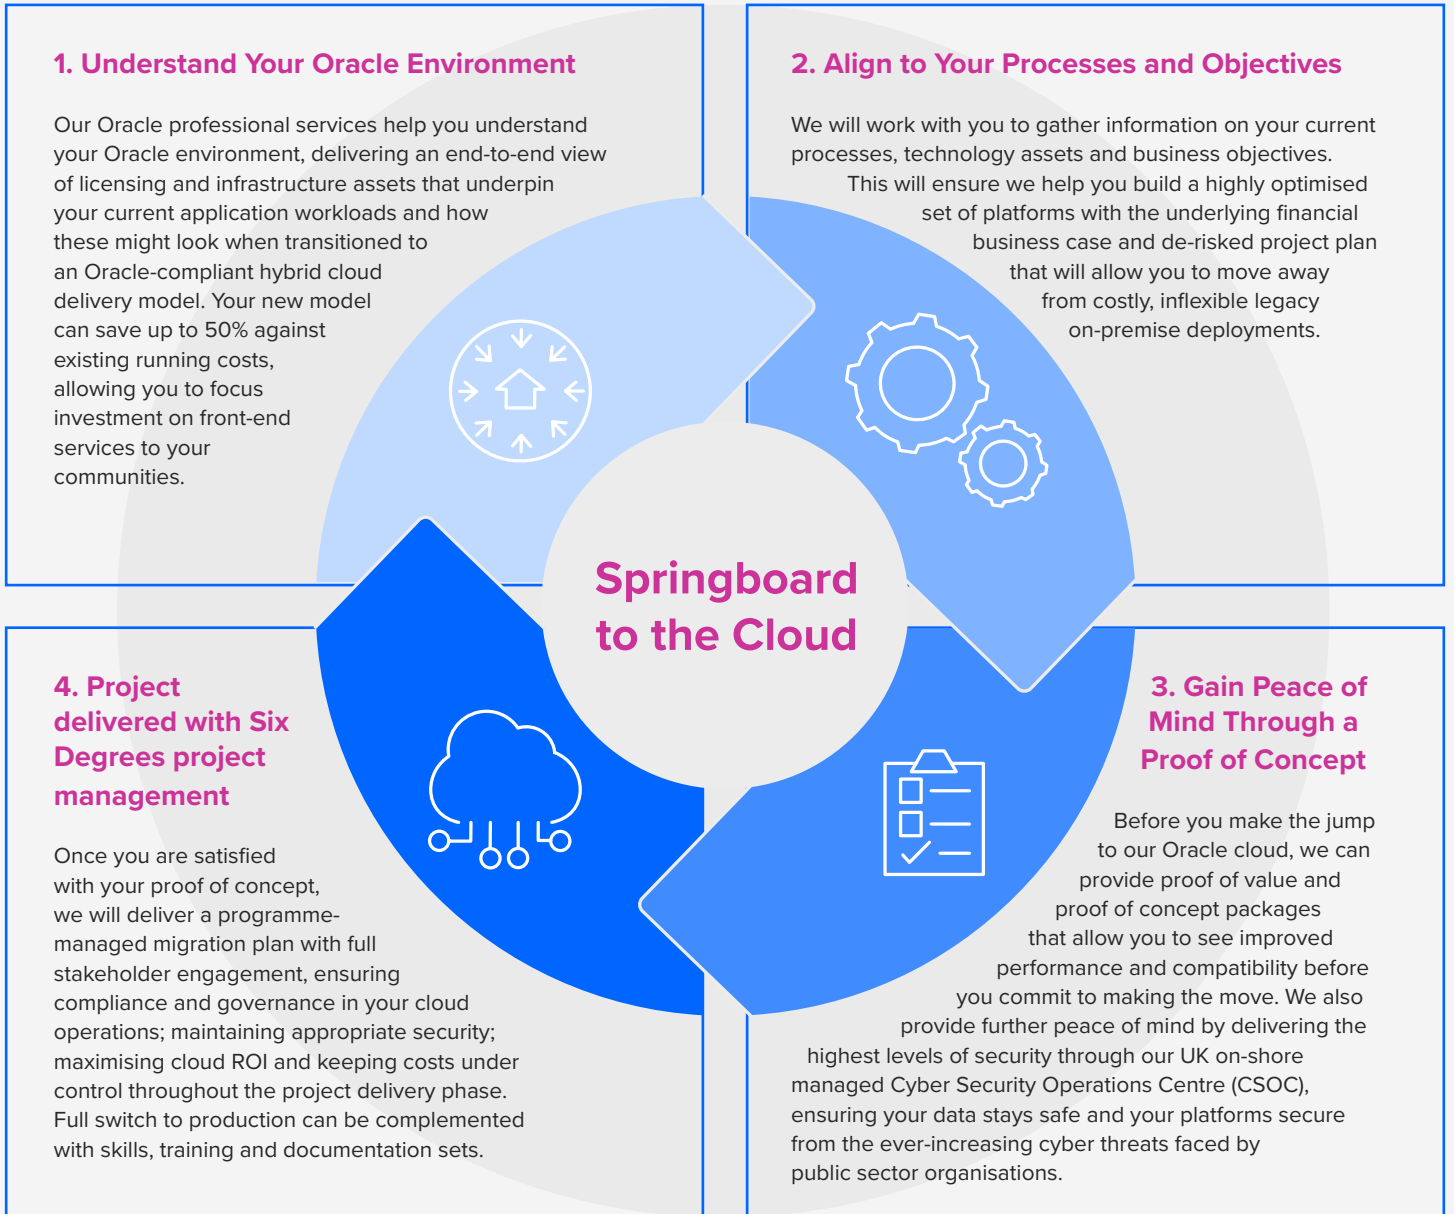 1. Understand Your Oracle Environment
Our Oracle professional services help you understand
your Oracle environment, delivering an end-to-end view
of licensing and infrastructure assets that underpin
your current application workloads and how
these might look when transitioned to
an Oracle-compliant hybrid cloud
delivery model. Your new model
can save up to 50% against
existing running costs,
allowing you to focus
investment on front-end
services to your
communities.
2. Align to Your Processes and Objectives
We will work with you to gather information on your current
processes, technology assets and business objectives.
This will ensure we help you build a highly optimised
set of platforms with the underlying financial
business case and de-risked project plan
that will allow you to move away
from costly, inflexible legacy
on-premise deployments.
Springboard
to the Cloud
3. Gain Peace of
Mind Through a
Proof of Concept
Before you make the jump
to our Oracle cloud, we can
provide proof of value and
proof of concept packages
that allow you to see improved
performance and compatibility before
you commit to making the move. We also
provide further peace of mind by delivering the
highest levels of security through our UK on-shore
managed Cyber Security Operations Centre (CSOC),
ensuring your data stays safe and your platforms secure
from the ever-increasing cyber threats faced by
public sector organisations.
4. Project
delivered with Six
Degrees project
management
Once you are satisfied
with your proof of concept,
we will deliver a programme-
managed migration plan with full
stakeholder engagement, ensuring
compliance and governance in your cloud
operations; maintaining appropriate security;
maximising cloud ROI and keeping costs under
control throughout the project delivery phase.
Full switch to production can be complemented
with skills, training and documentation sets.